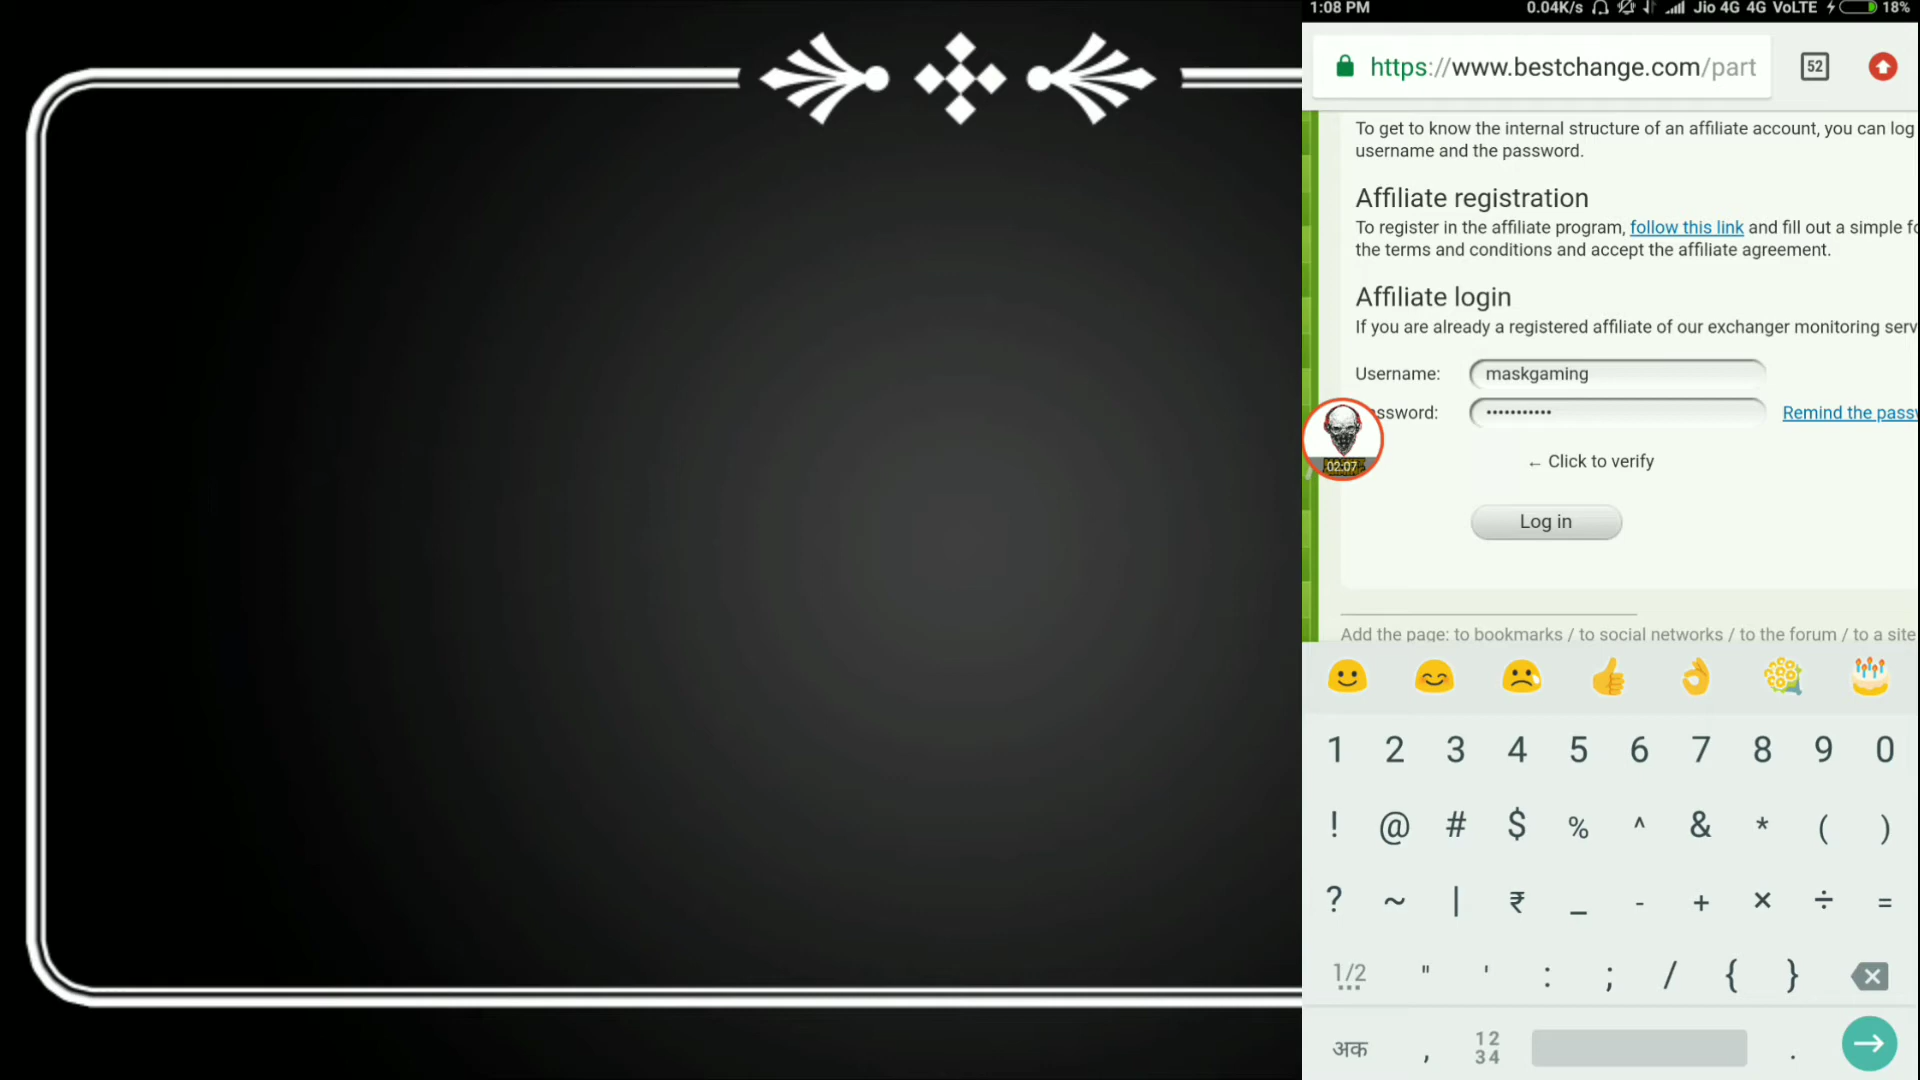 1:08 PM 0.04K/s Jio 4G 4G VoLTE 18%
https://www.bestchange.com/part 52
To get to know the internal structure of an affiliate account, you can log
username and the password.
Affiliate registration
To register in the affiliate program, follow this link and fill out a simple fo
the terms and conditions and accept the affiliate agreement.
Affiliate login
If you are already a registered affiliate of our exchanger monitoring serv
Username: maskgaming
ssword: ••••••••••• Remind the passw
02:07
← Click to verify
Log in
Add the page: to bookmarks / to social networks / to the forum / to a site
1 2 3 4 5 6 7 8 9 0
! @ # $ % ^ & * ( )
? ~ | ₹ _ - + × ÷ =
1/2 " ' : ; / { }
अक , 12 34 .